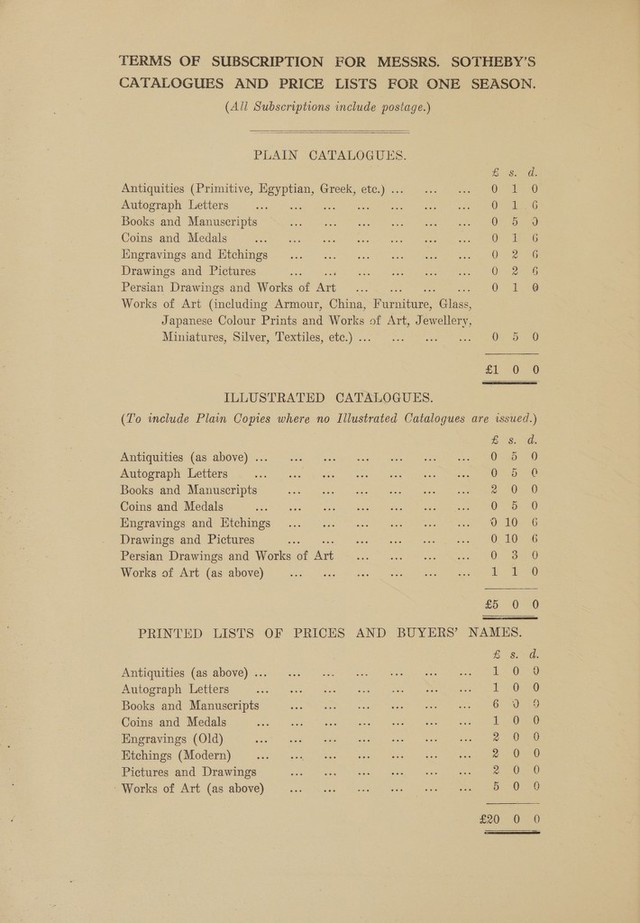 TERMS OF SUBSCRIPTION FOR MESSRS. SOTHEBY'S
CATALOGUES AND PRICE LISTS FOR ONE SEASON.
(All Subscriptions include postage.)
PLAIN CATALOGUES.
£ s. d.
Antiquities (Primitive, Egyptian, Greek, etc.) ... ... ... 0 1 0
Autograph Letters ... ... ... ... ... ... ... 0 1 6
Books and Manuscripts ... ... ... ... ... ... 0 5 0
Coins and Medals ... ... ... ... ... ... ... 0 1 6
Engravings and Etchings ... ... ... ... ... ... 0 2 6
Drawings and Pictures ... ... ... ... ... ... 0 2 6
Persian Drawings and Works of Art ... ... ... ... 0 1 0
Works of Art (including Armour, China, Furniture, Glass,
Japanese Colour Prints and Works of Art, Jewellery,
Miniatures, Silver, Textiles, etc.) ... ... ... ... 0 5 0
£1 0 0
ILLUSTRATED CATALOGUES.
(To include Plain Copies where no Illustrated Catalogues are issued.)
£ s. d.
Antiquities (as above) ... ... ... ... ... ... ... 0 5 0
Autograph Letters ... ... ... ... ... ... ... 0 5 0
Books and Manuscripts ... ... ... ... ... ... 2 0 0
Coins and Medals ... ... ... ... ... ... ... 0 5 0
Engravings and Etchings ... ... ... ... ... ... 0 10 6
Drawings and Pictures ... ... ... ... ... ... 0 10 6
Persian Drawings and Works of Art ... ... ... ... 0 3 0
Works of Art (as above) ... ... ... ... ... ... 1 1 0
£5 0 0
PRINTED LISTS OF PRICES AND BUYERS' NAMES.
£ s. d.
Antiquities (as above) ... ... ... ... ... ... ... 1 0 0
Autograph Letters ... ... ... ... ... ... ... 1 0 0
Books and Manuscripts ... ... ... ... ... ... 6 0 0
Coins and Medals ... ... ... ... ... ... ... 1 0 0
Engravings (Old) ... ... ... ... ... ... ... 2 0 0
Etchings (Modern) ... ... ... ... ... ... ... 2 0 0
Pictures and Drawings ... ... ... ... ... ... 2 0 0
Works of Art (as above) ... ... ... ... ... ... 5 0 0
£20 0 0